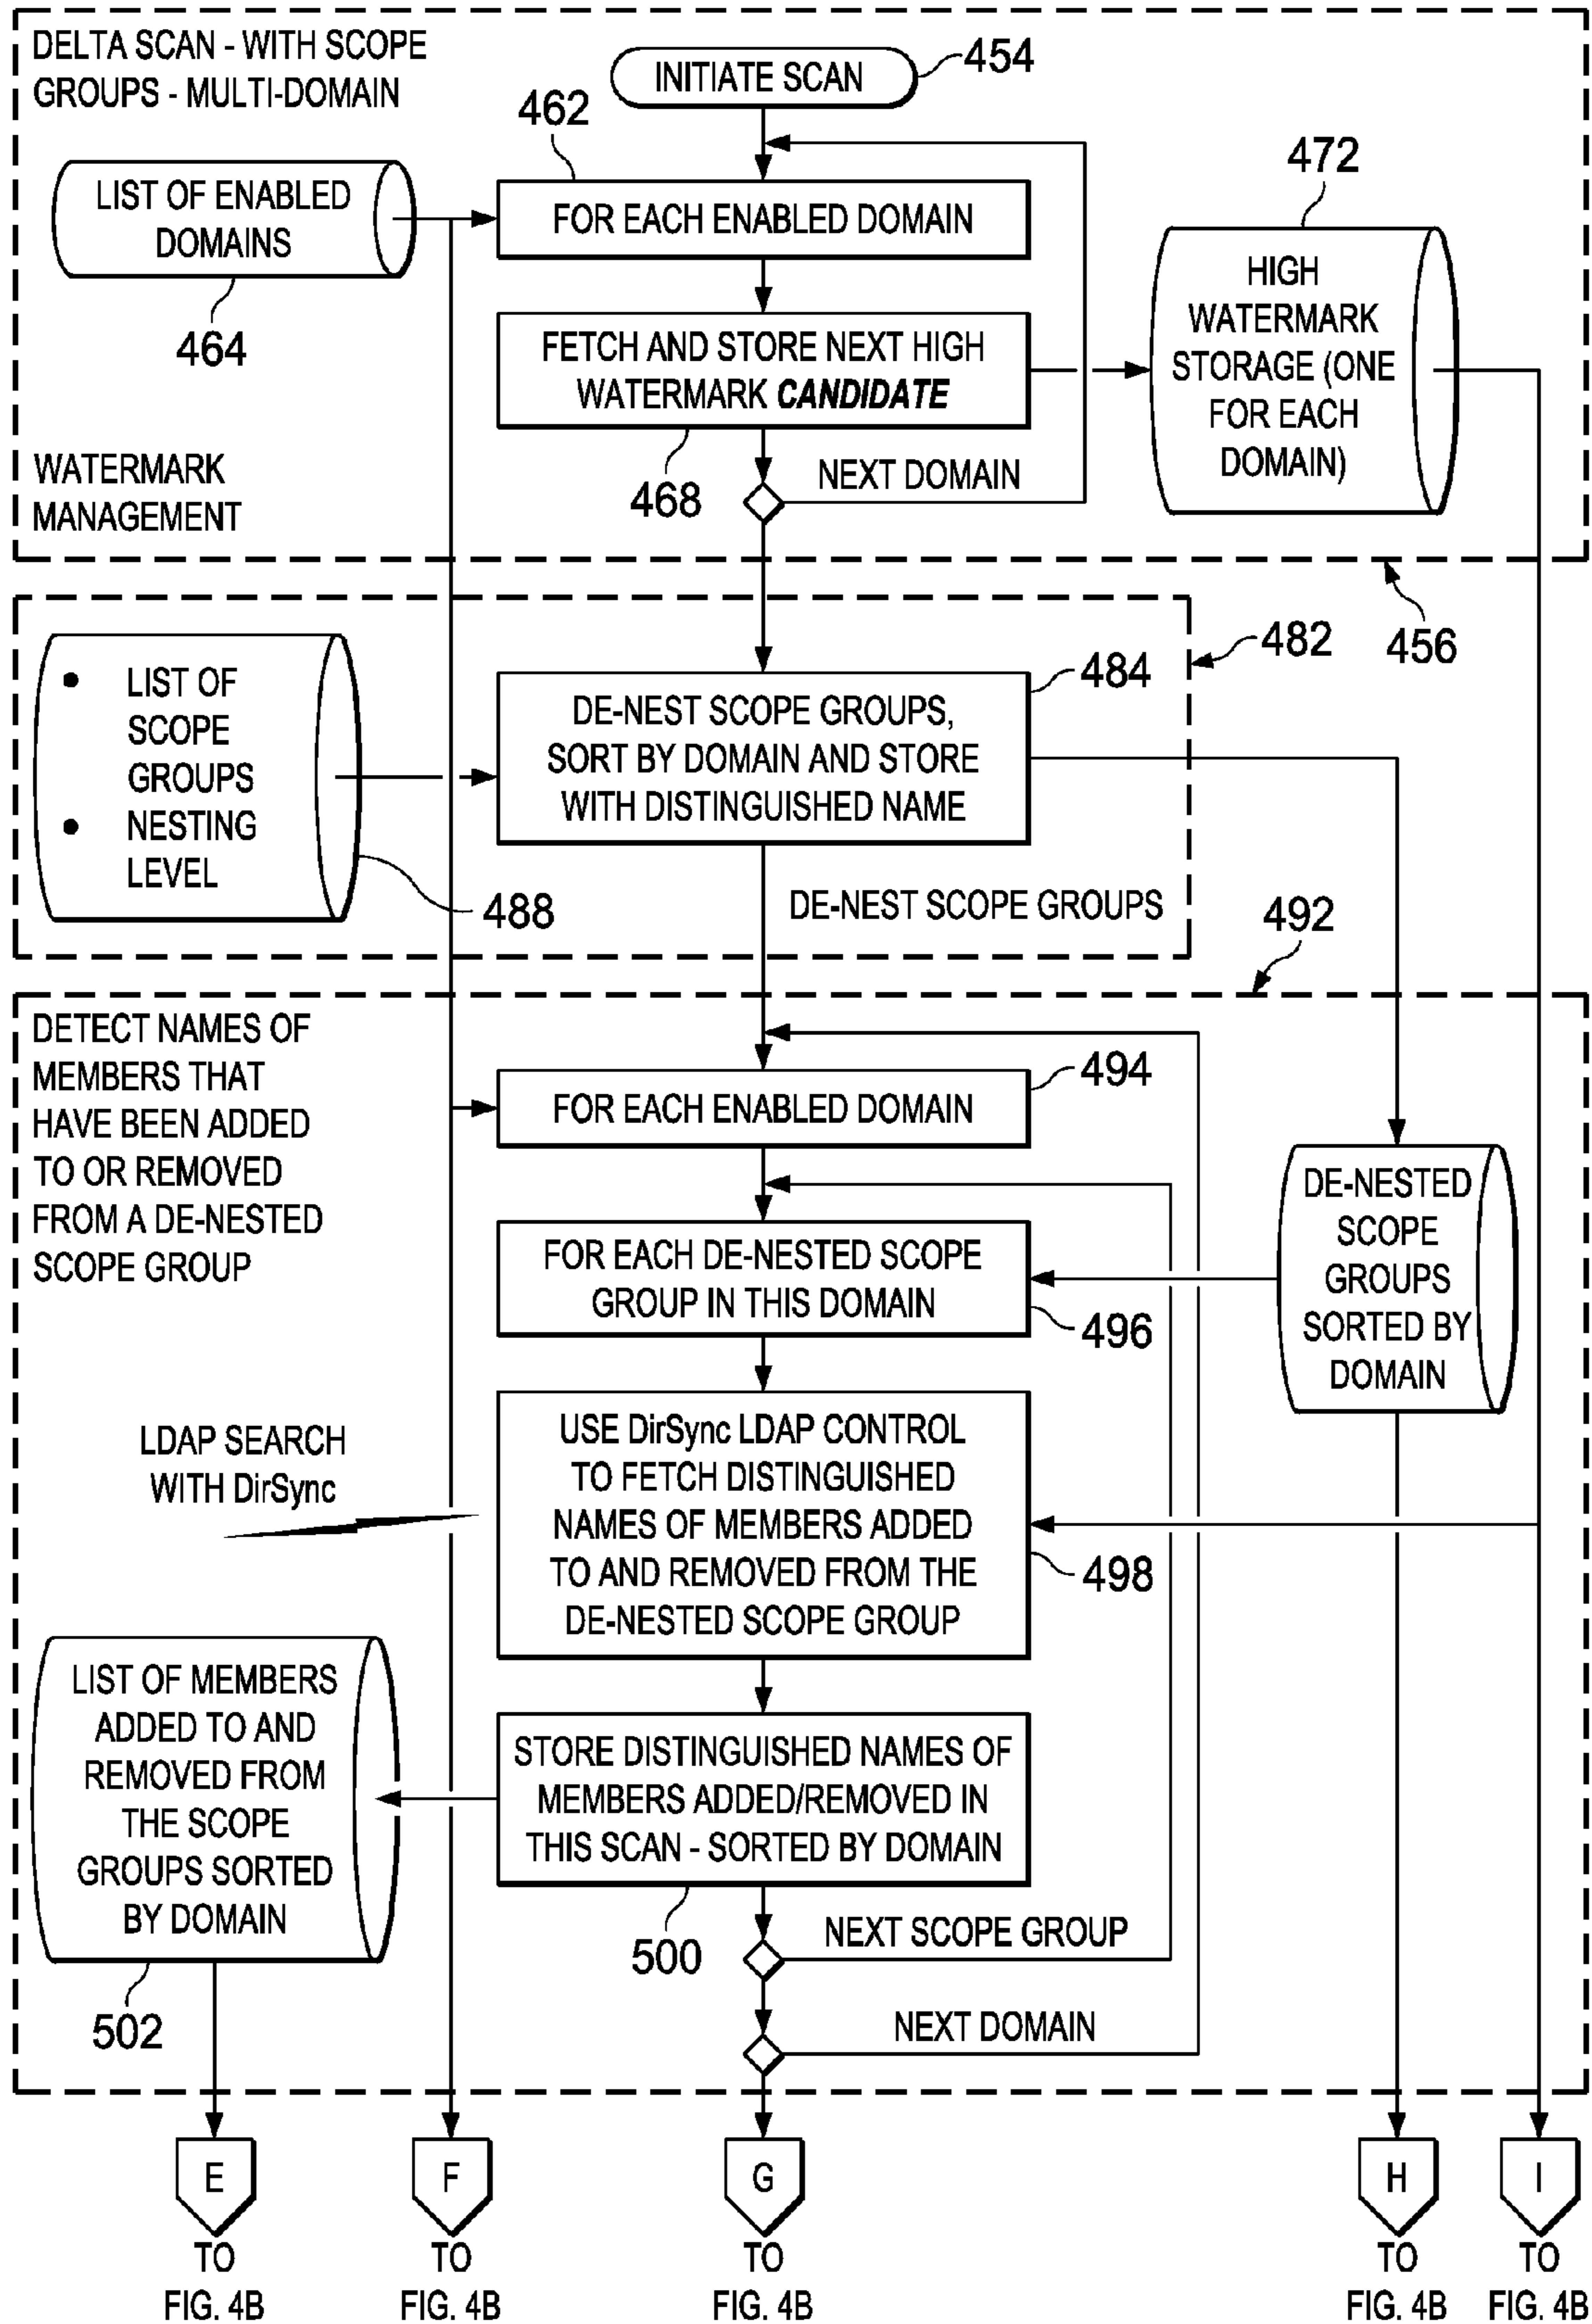 DELTA SCAN - WITH SCOPE
GROUPS - MULTI-DOMAIN
INITIATE SCAN
454
462
472
LIST OF ENABLED
DOMAINS
464
FOR EACH ENABLED DOMAIN
FETCH AND STORE NEXT HIGH
WATERMARK CANDIDATE
468
NEXT DOMAIN
HIGH
WATERMARK
STORAGE (ONE
FOR EACH
DOMAIN)
WATERMARK
MANAGEMENT
456
482
484
• LIST OF
SCOPE
GROUPS
• NESTING
LEVEL
488
DE-NEST SCOPE GROUPS,
SORT BY DOMAIN AND STORE
WITH DISTINGUISHED NAME
DE-NEST SCOPE GROUPS
492
DETECT NAMES OF
MEMBERS THAT
HAVE BEEN ADDED
TO OR REMOVED
FROM A DE-NESTED
SCOPE GROUP
494
FOR EACH ENABLED DOMAIN
FOR EACH DE-NESTED SCOPE
GROUP IN THIS DOMAIN
496
DE-NESTED
SCOPE
GROUPS
SORTED BY
DOMAIN
LDAP SEARCH
WITH DirSync
USE DirSync LDAP CONTROL
TO FETCH DISTINGUISHED
NAMES OF MEMBERS ADDED
TO AND REMOVED FROM THE
DE-NESTED SCOPE GROUP
498
LIST OF MEMBERS
ADDED TO AND
REMOVED FROM
THE SCOPE
GROUPS SORTED
BY DOMAIN
502
STORE DISTINGUISHED NAMES OF
MEMBERS ADDED/REMOVED IN
THIS SCAN - SORTED BY DOMAIN
500
NEXT SCOPE GROUP
NEXT DOMAIN
E
TO
FIG. 4B
F
TO
FIG. 4B
G
TO
FIG. 4B
H
TO
FIG. 4B
I
TO
FIG. 4B